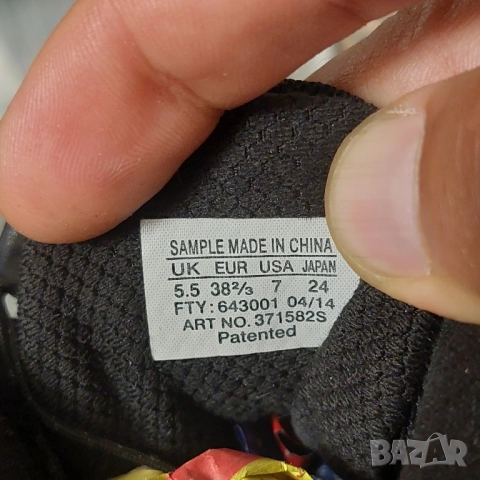 SAMPLE MADE IN CHINA
UK EUR USA JAPAN
5.5 38⅔ 7 24
FTY: 643001 04/14
ART NO. 371582S
Patented
BAZAR